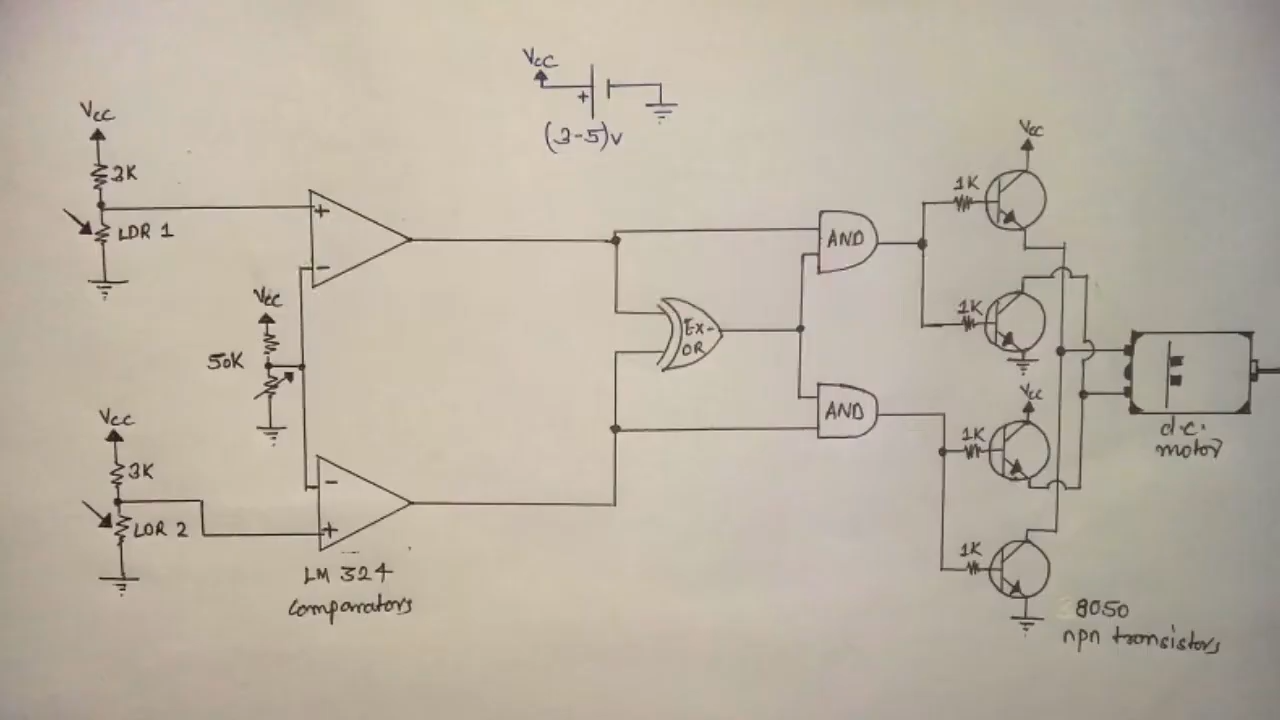 Vcc
(3-5)v
+
Vcc
3K
LDR 1
+
-
Vcc
50K
Vcc
3K
LDR 2
-
+
LM 324
Comparators
EX-
OR
AND
AND
Vcc
1K
1K
Vcc
1K
1K
d.c.
motor
8050
npn transistors